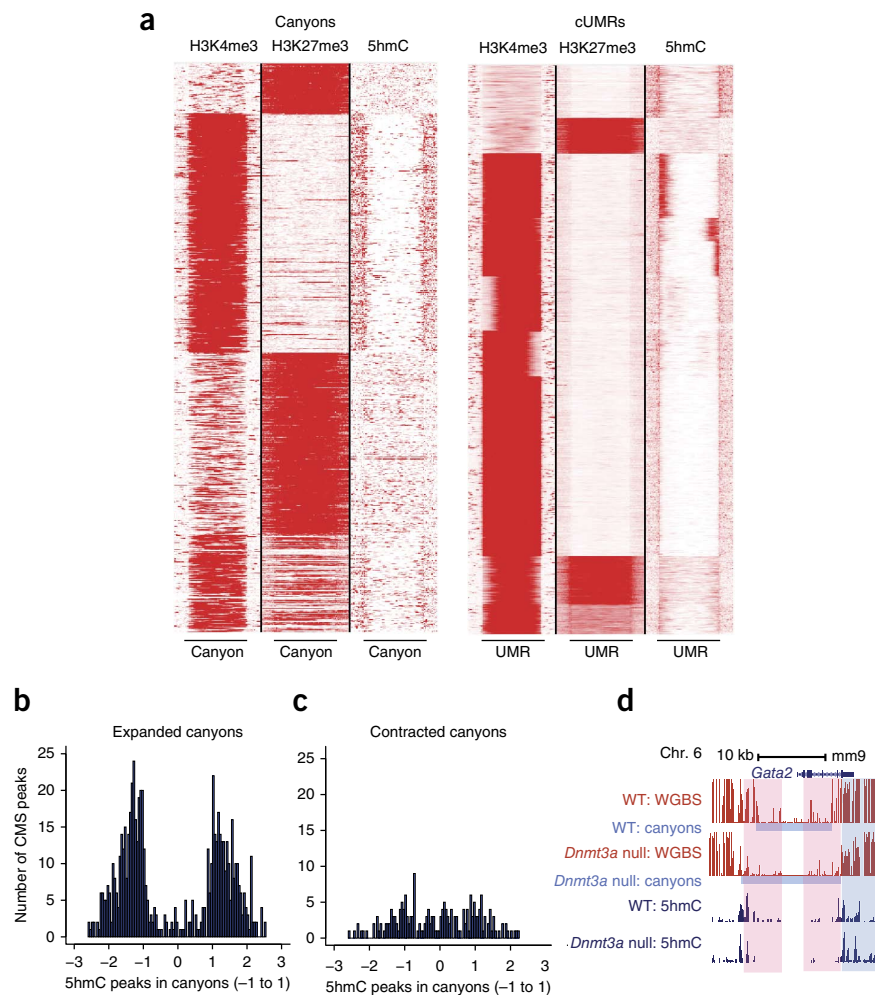 a
Canyons
H3K4me3 H3K27me3 5hmC
Canyon Canyon Canyon
cUMRs
H3K4me3 H3K27me3 5hmC
UMR UMR UMR
b
Expanded canyons
Number of CMS peaks
25
20
15
10
5
0
−3 −2 −1 0 1 2 3
5hmC peaks in canyons (−1 to 1)
c
Contracted canyons
25
20
15
10
5
0
−3 −2 −1 0 1 2 3
5hmC peaks in canyons (−1 to 1)
d
Chr. 6 10 kb mm9
Gata2
WT: WGBS
WT: canyons
Dnmt3a null: WGBS
Dnmt3a null: canyons
WT: 5hmC
Dnmt3a null: 5hmC